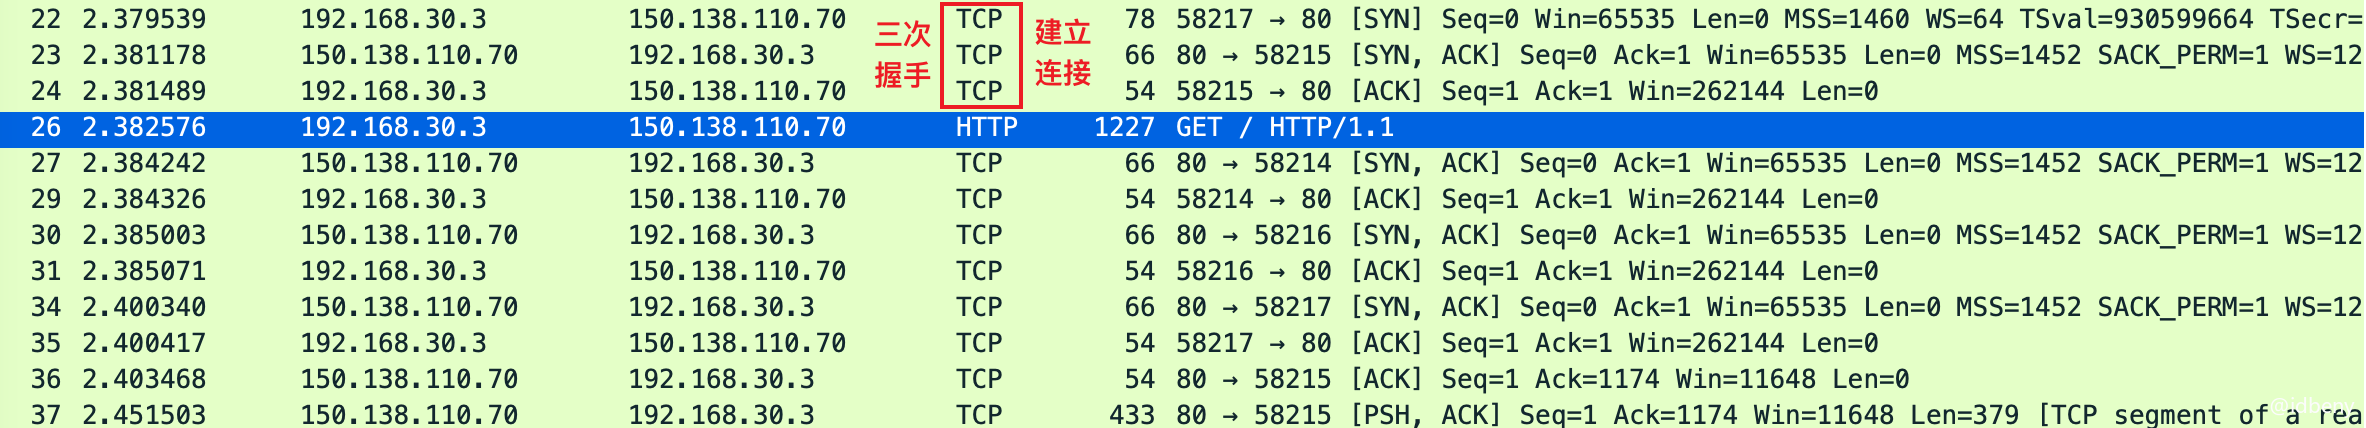 22 2.379539 192.168.30.3 150.138.110.70 TCP 78 58217 → 80 [SYN] Seq=0 Win=65535 Len=0 MSS=1460 WS=64 TSval=930599664 TSecr=
三次 建立
23 2.381178 150.138.110.70 192.168.30.3 TCP 66 80 → 58215 [SYN, ACK] Seq=0 Ack=1 Win=65535 Len=0 MSS=1452 SACK_PERM=1 WS=12
握手 连接
24 2.381489 192.168.30.3 150.138.110.70 TCP 54 58215 → 80 [ACK] Seq=1 Ack=1 Win=262144 Len=0
26 2.382576 192.168.30.3 150.138.110.70 HTTP 1227 GET / HTTP/1.1
27 2.384242 150.138.110.70 192.168.30.3 TCP 66 80 → 58214 [SYN, ACK] Seq=0 Ack=1 Win=65535 Len=0 MSS=1452 SACK_PERM=1 WS=12
29 2.384326 192.168.30.3 150.138.110.70 TCP 54 58214 → 80 [ACK] Seq=1 Ack=1 Win=262144 Len=0
30 2.385003 150.138.110.70 192.168.30.3 TCP 66 80 → 58216 [SYN, ACK] Seq=0 Ack=1 Win=65535 Len=0 MSS=1452 SACK_PERM=1 WS=12
31 2.385071 192.168.30.3 150.138.110.70 TCP 54 58216 → 80 [ACK] Seq=1 Ack=1 Win=262144 Len=0
34 2.400340 150.138.110.70 192.168.30.3 TCP 66 80 → 58217 [SYN, ACK] Seq=0 Ack=1 Win=65535 Len=0 MSS=1452 SACK_PERM=1 WS=12
35 2.400417 192.168.30.3 150.138.110.70 TCP 54 58217 → 80 [ACK] Seq=1 Ack=1 Win=262144 Len=0
36 2.403468 150.138.110.70 192.168.30.3 TCP 54 80 → 58215 [ACK] Seq=1 Ack=1174 Win=11648 Len=0
37 2.451503 150.138.110.70 192.168.30.3 TCP 433 80 → 58215 [PSH, ACK] Seq=1 Ack=1174 Win=11648 Len=379 [TCP segment of a rea